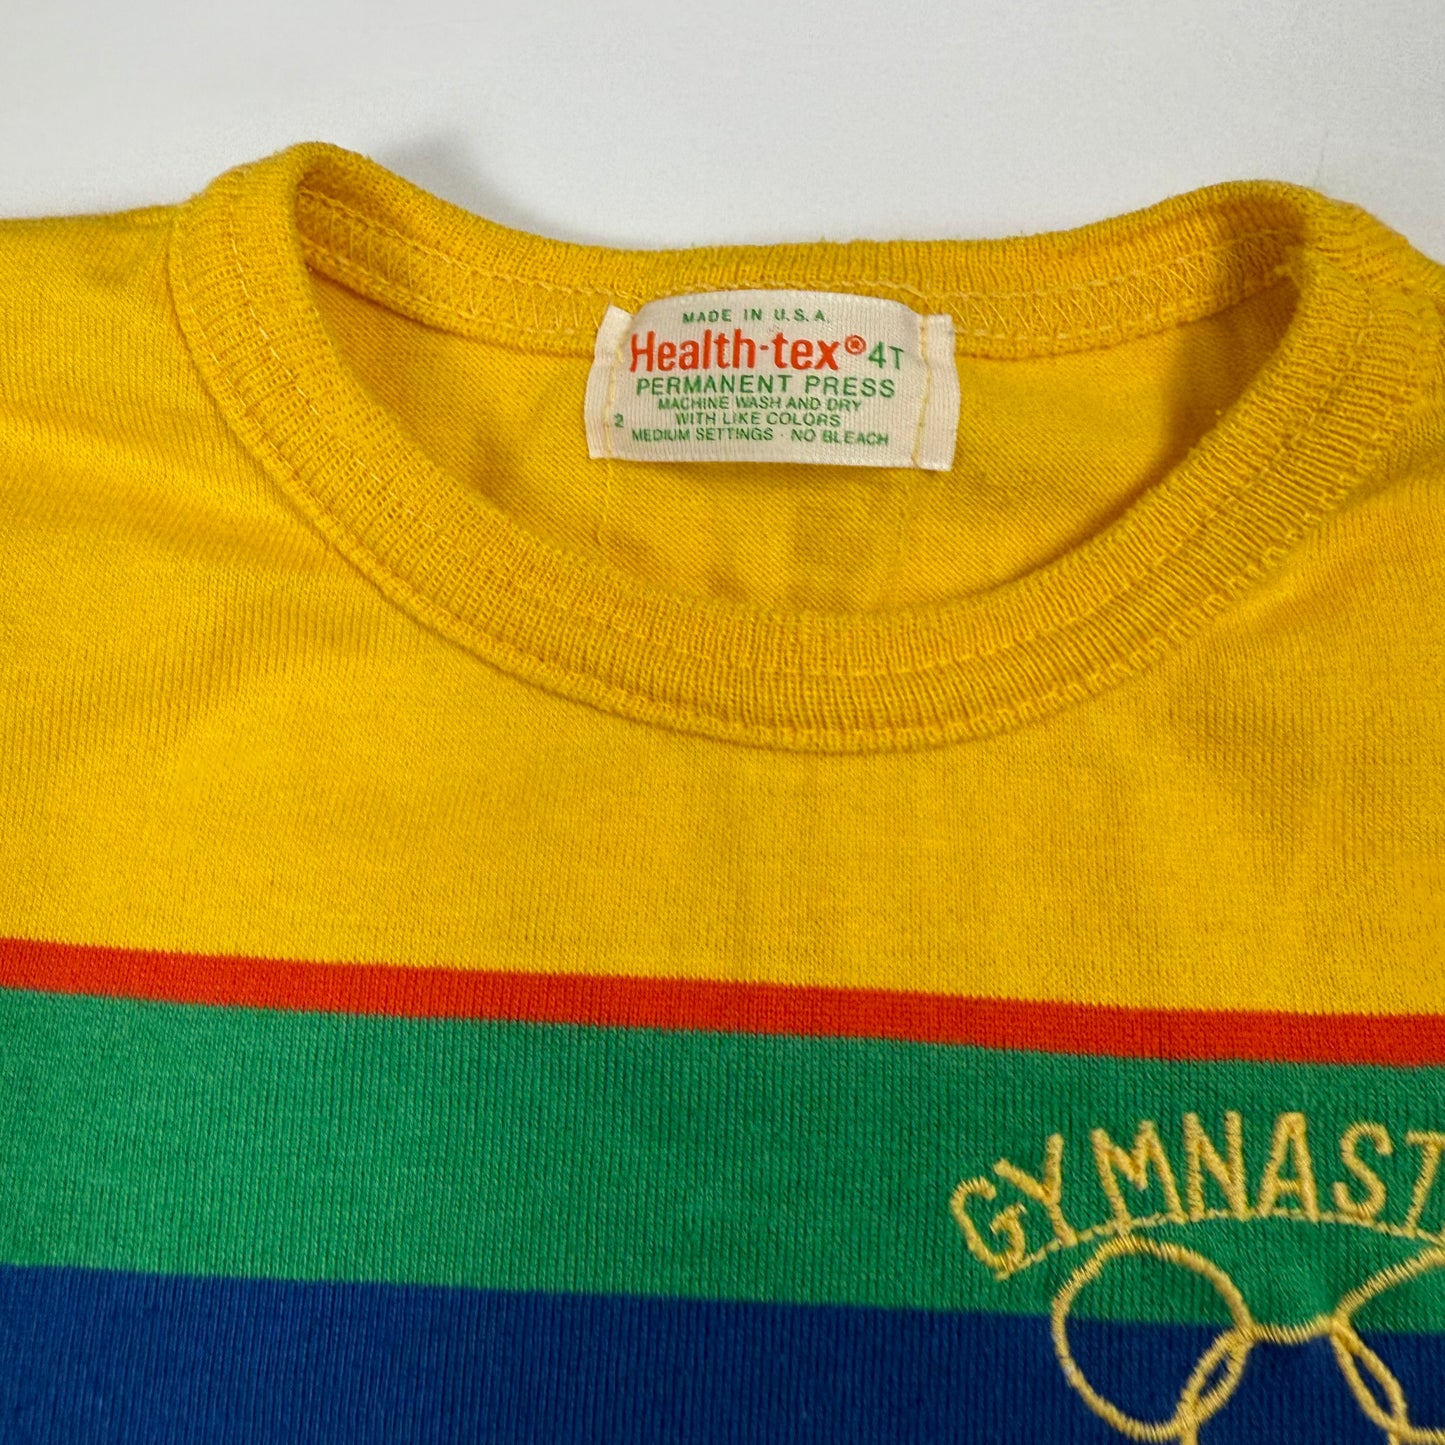 MADE IN U.S.A.
Health-tex® 4T
PERMANENT PRESS
MACHINE WASH AND DRY
2 WITH LIKE COLORS
MEDIUM SETTINGS · NO BLEACH
GYMNAST